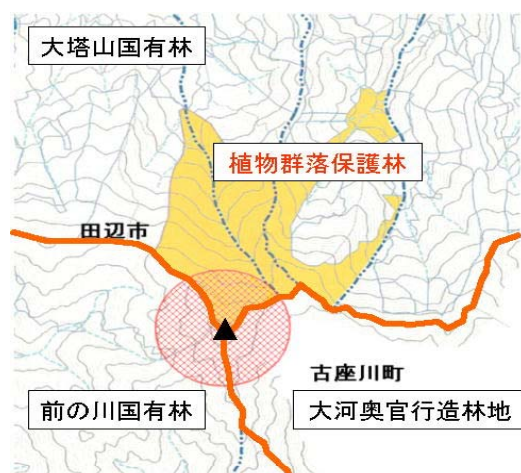 大塔山国有林
植物群落保護林
田辺市
古座川町
前の川国有林
大河奥官行造林地